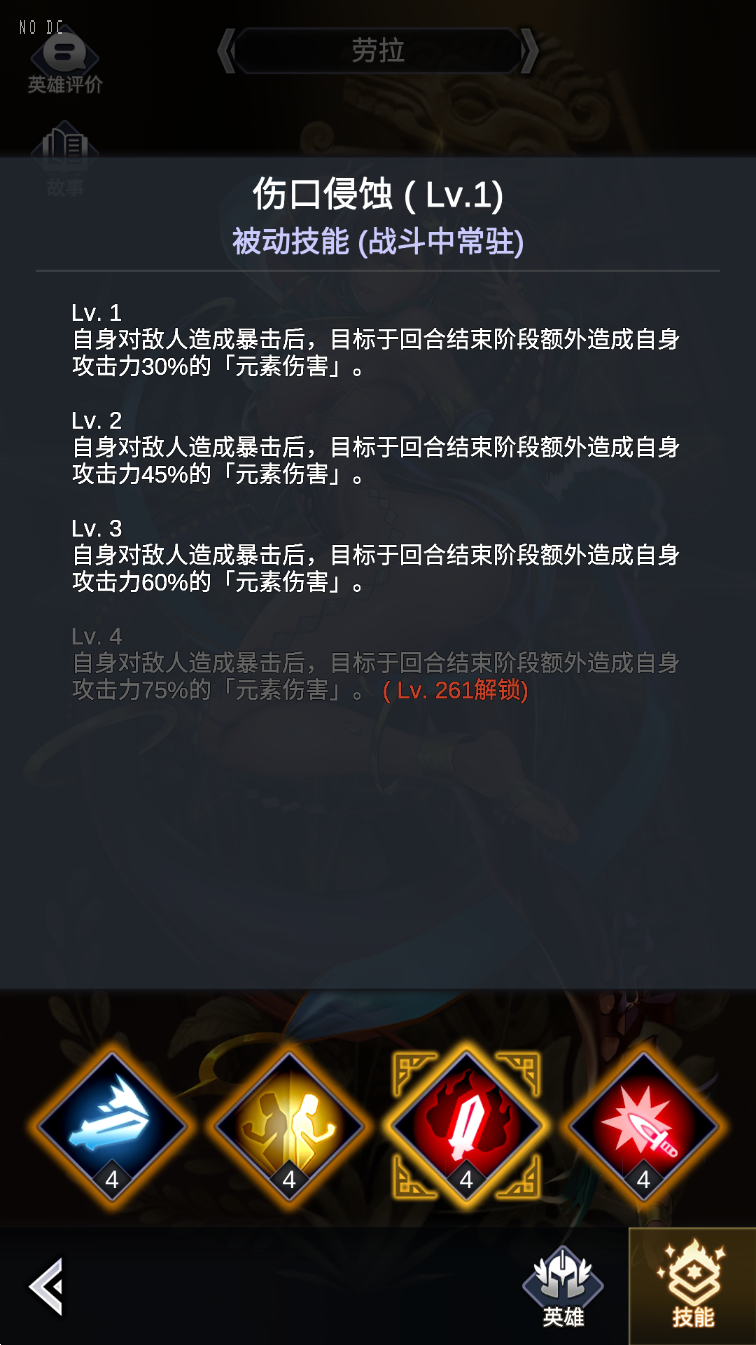 NO DC
劳拉
英雄评价
故事
伤口侵蚀 ( Lv.1)
被动技能 (战斗中常驻)
Lv. 1
自身对敌人造成暴击后，目标于回合结束阶段额外造成自身
攻击力30%的「元素伤害」。
Lv. 2
自身对敌人造成暴击后，目标于回合结束阶段额外造成自身
攻击力45%的「元素伤害」。
Lv. 3
自身对敌人造成暴击后，目标于回合结束阶段额外造成自身
攻击力60%的「元素伤害」。
Lv. 4
自身对敌人造成暴击后，目标于回合结束阶段额外造成自身
攻击力75%的「元素伤害」。 ( Lv. 261解锁)
4
4
4
4
英雄
技能